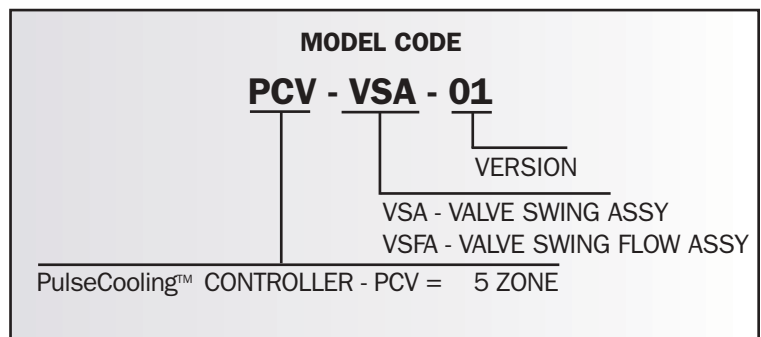 MODEL CODE
PCV - VSA - 01
VERSION
VSA - VALVE SWING ASSY
VSFA - VALVE SWING FLOW ASSY
PulseCooling™ CONTROLLER - PCV = 5 ZONE